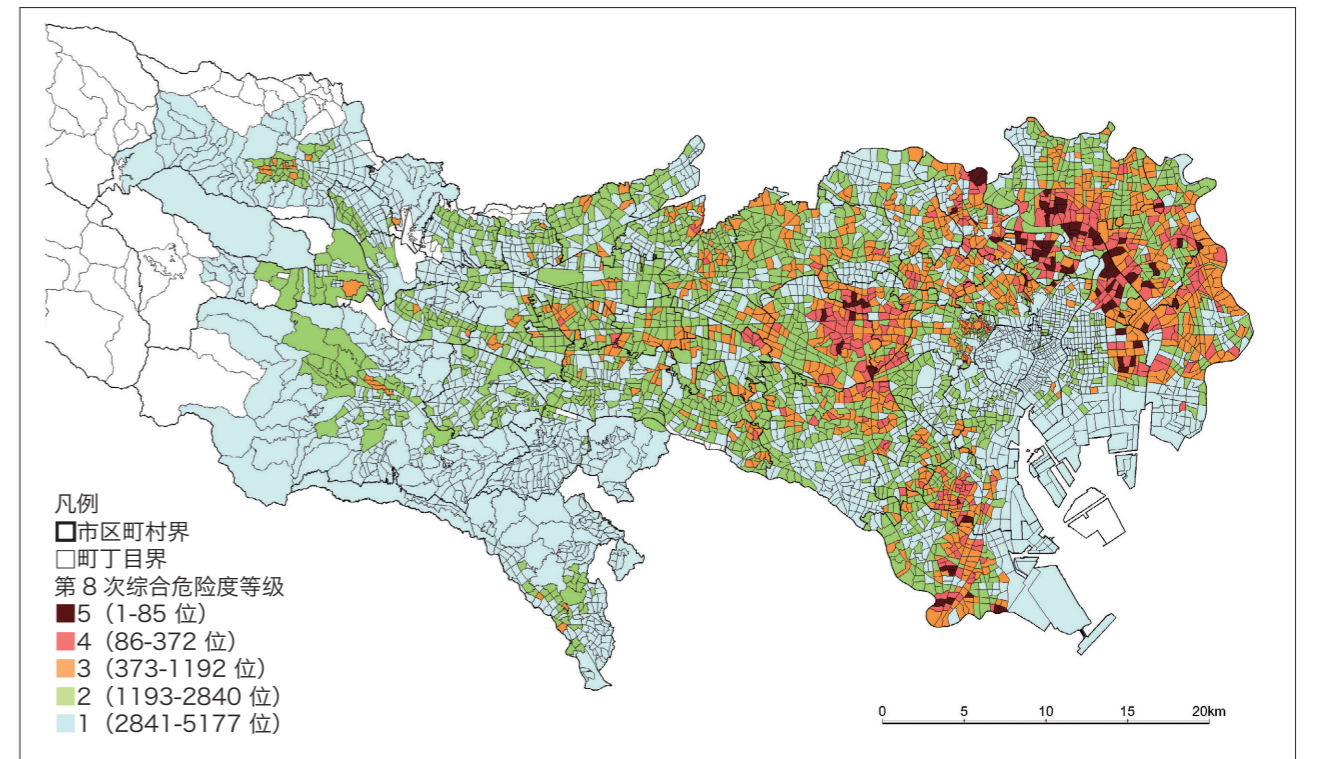 凡例
市区町村界
町丁目界
第 8 次综合危险度等级
5（1-85 位）
4（86-372 位）
3（373-1192 位）
2（1193-2840 位）
1（2841-5177 位）
0 5 10 15 20km